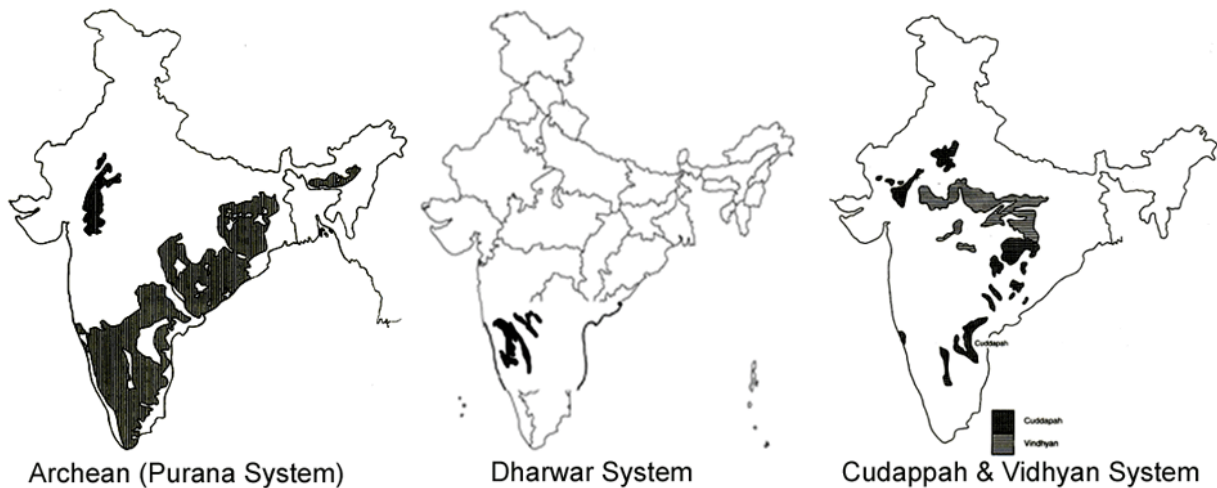 Cuddapah
Cuddapah
Vindhyan
Archean (Purana System)
Dharwar System
Cudappah & Vidhyan System